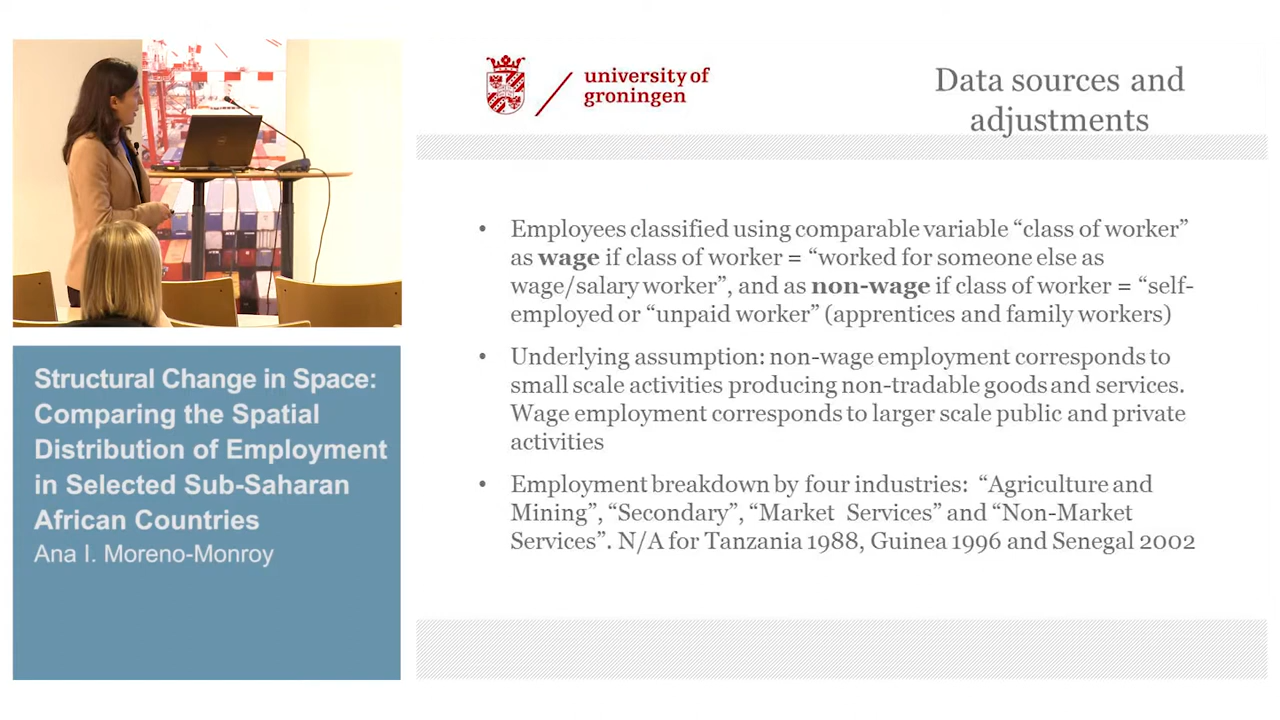 university of
groningen
Data sources and
adjustments
• Employees classified using comparable variable “class of worker”
as wage if class of worker = “worked for someone else as
wage/salary worker”, and as non-wage if class of worker = “self-
employed or “unpaid worker” (apprentices and family workers)
• Underlying assumption: non-wage employment corresponds to
small scale activities producing non-tradable goods and services.
Wage employment corresponds to larger scale public and private
activities
• Employment breakdown by four industries: “Agriculture and
Mining”, “Secondary”, “Market Services” and “Non-Market
Services”. N/A for Tanzania 1988, Guinea 1996 and Senegal 2002
Structural Change in Space:
Comparing the Spatial
Distribution of Employment
in Selected Sub-Saharan
African Countries
Ana I. Moreno-Monroy